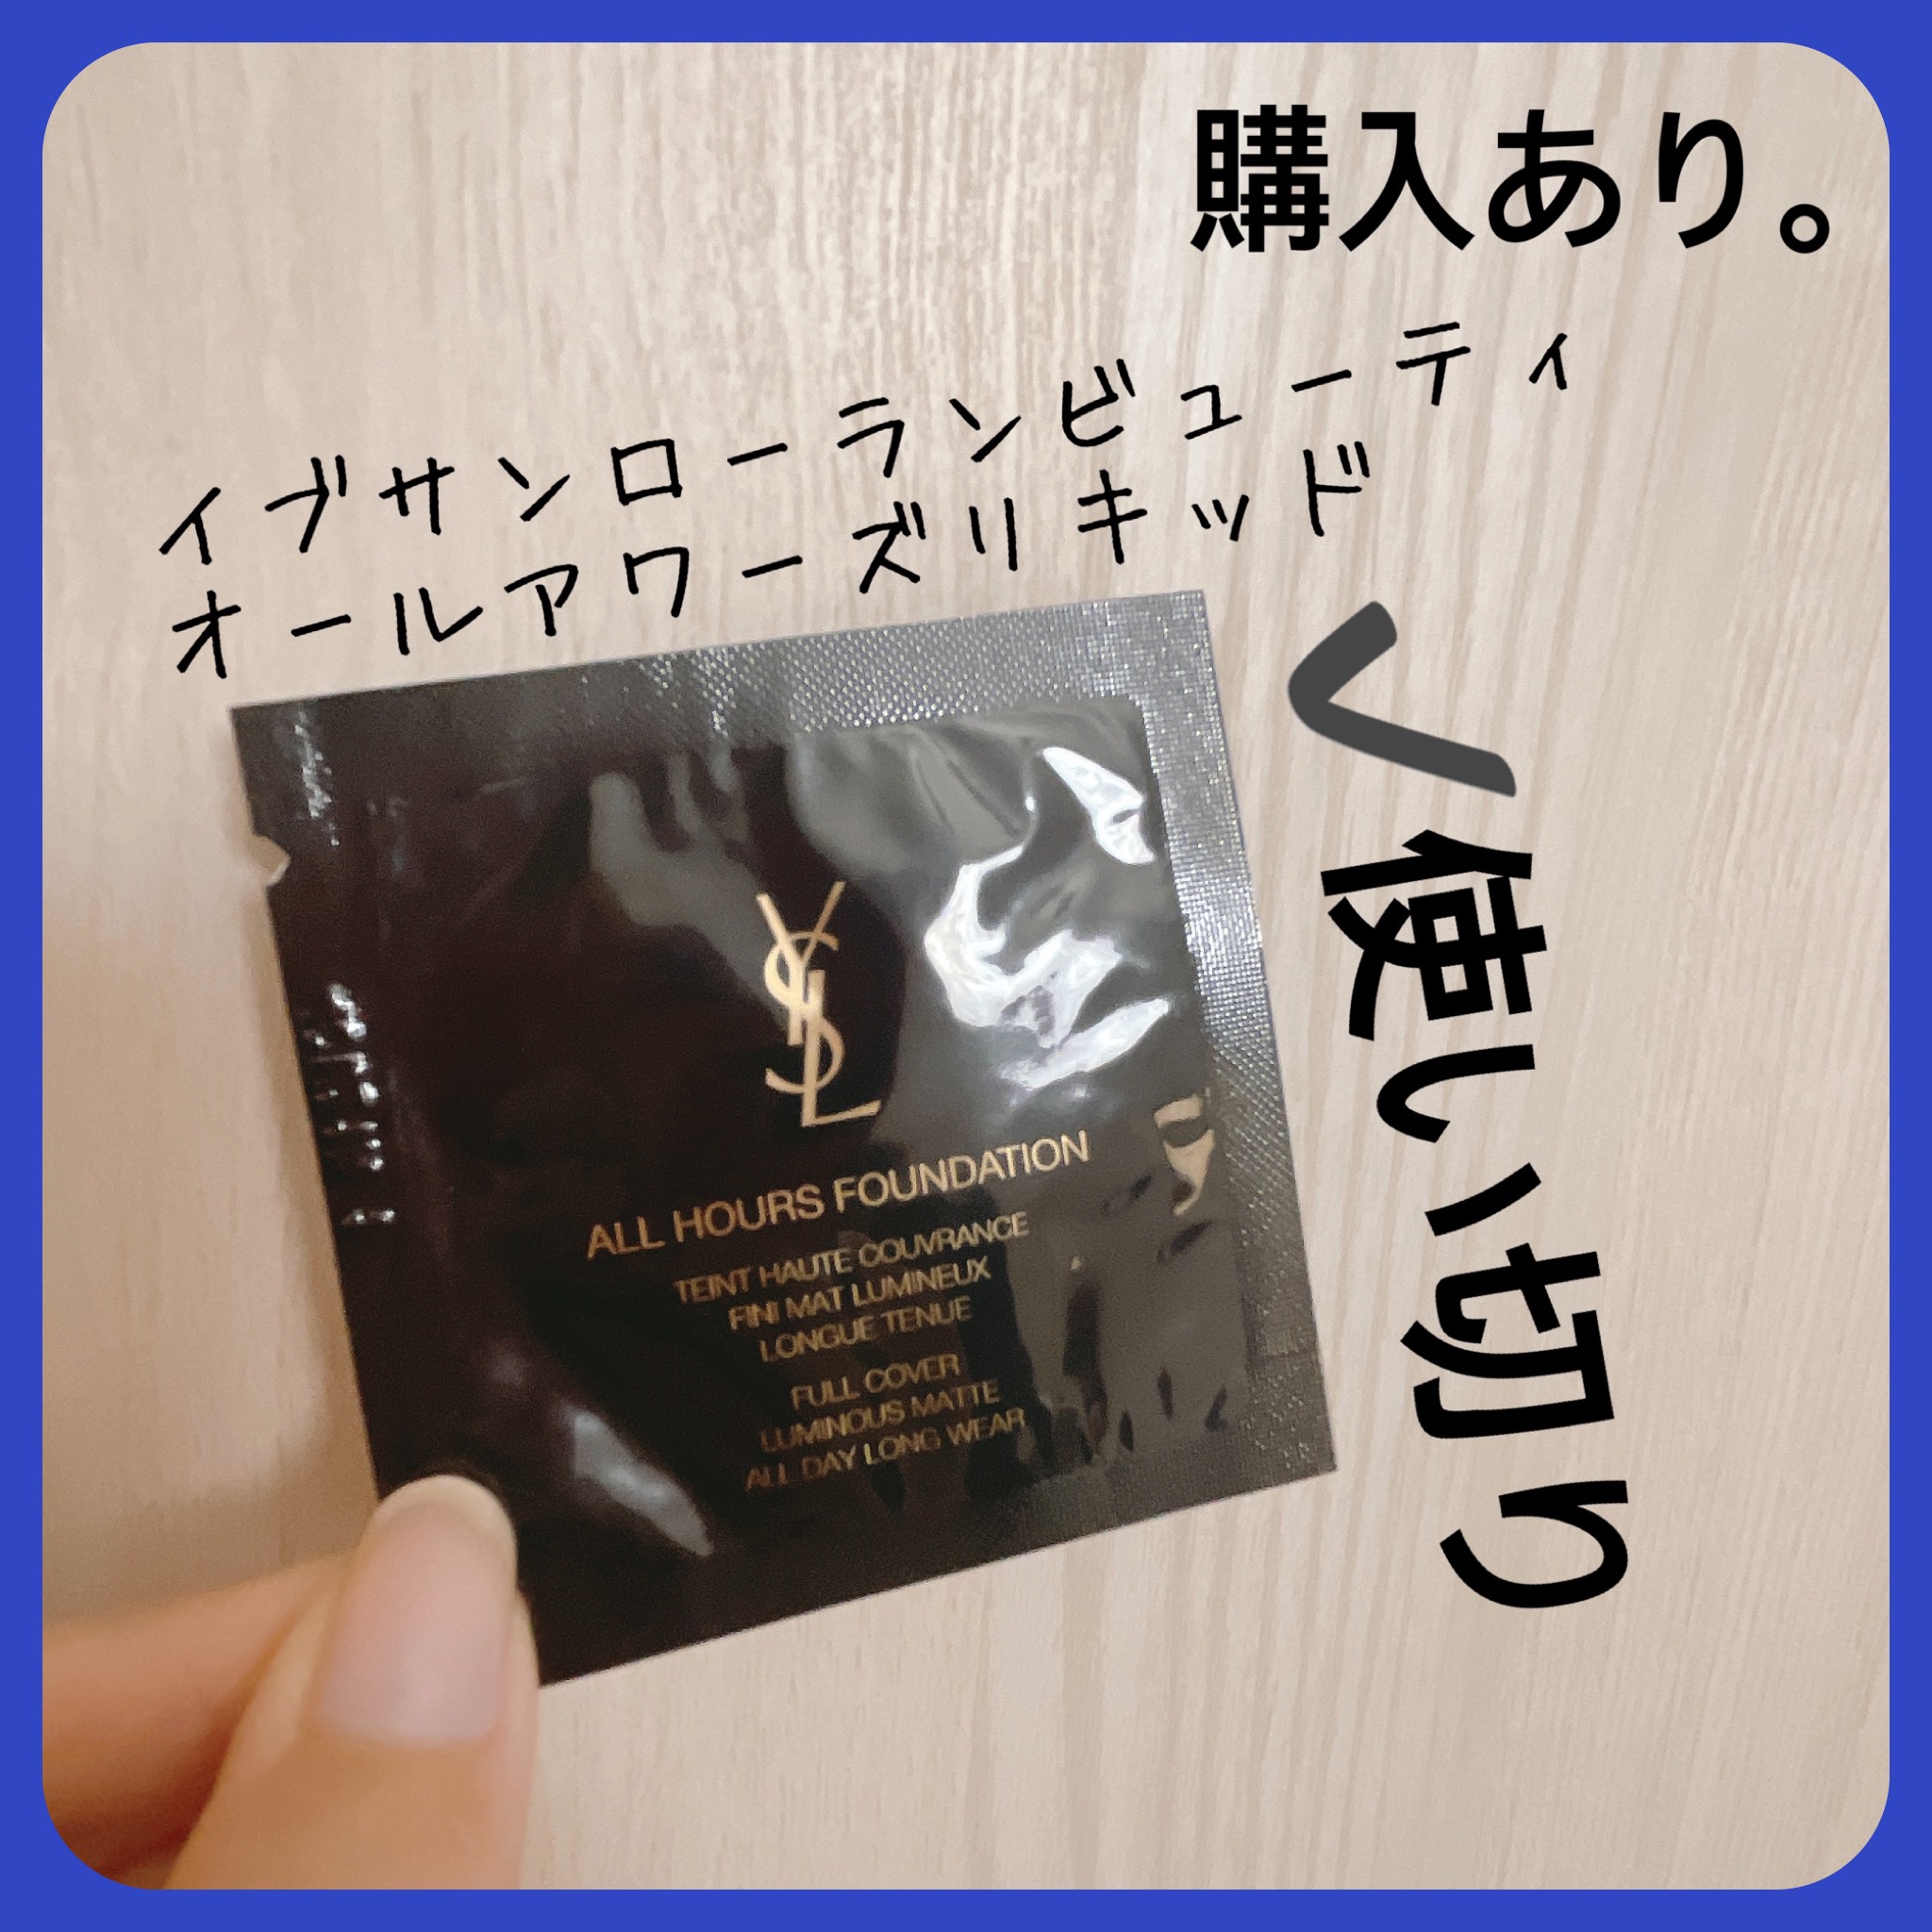 購入あり。
イブサンローランビューティ
オールアワーズリキッド
✓使い切り
YSL
ALL HOURS FOUNDATION
TEINT HAUTE COUVRANCE
FINI MAT LUMINEUX
LONGUE TENUE
FULL COVER
LUMINOUS MATTE
ALL DAY LONG WEAR